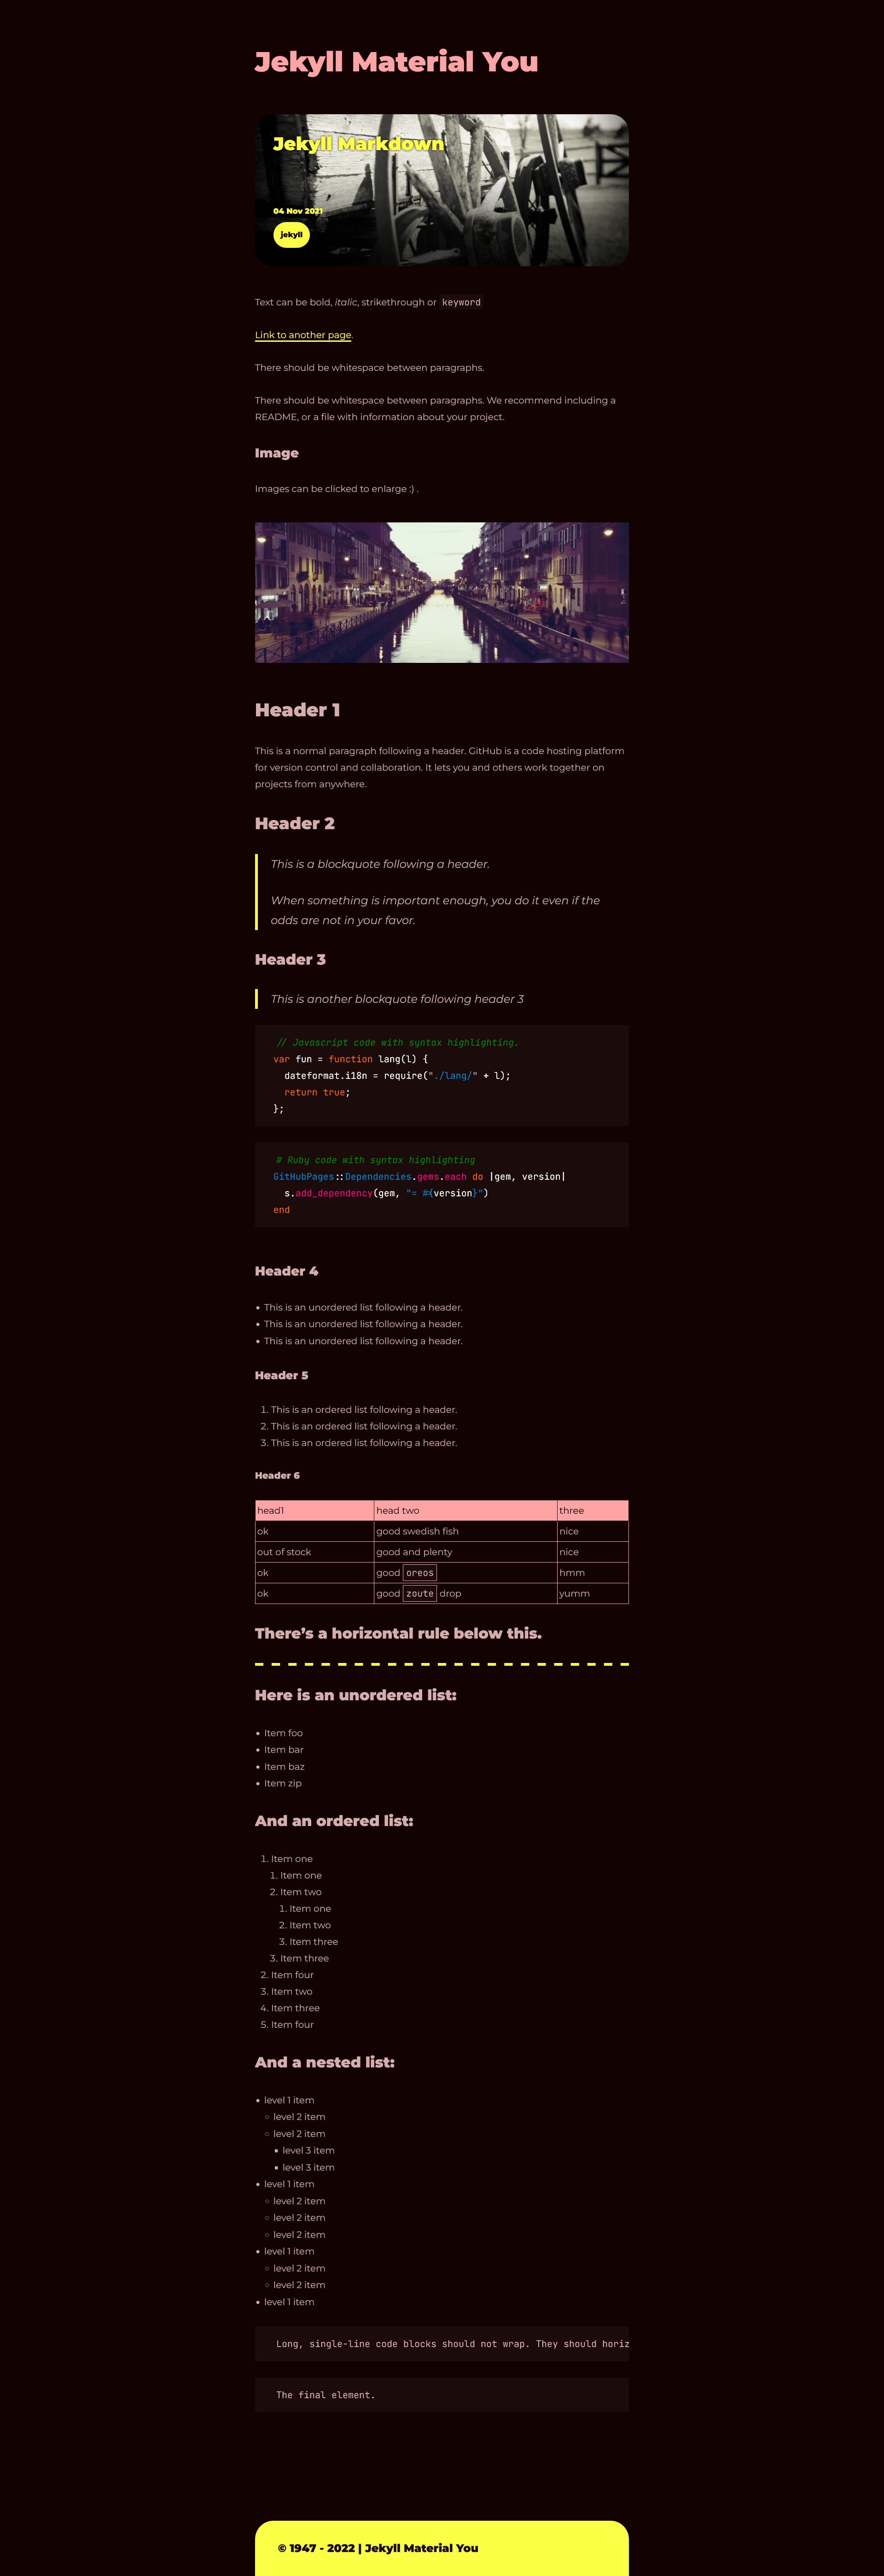 Jekyll Material You
Jekyll Markdown
04 Nov 2021
jekyll
Text can be bold, italic, strikethrough or keyword
Link to another page.
There should be whitespace between paragraphs.
There should be whitespace between paragraphs. We recommend including a
README, or a file with information about your project.
Image
Images can be clicked to enlarge :) .
Header 1
This is a normal paragraph following a header. GitHub is a code hosting platform
for version control and collaboration. It lets you and others work together on
projects from anywhere.
Header 2
This is a blockquote following a header.
When something is important enough, you do it even if the
odds are not in your favor.
Header 3
This is another blockquote following header 3
// Javascript code with syntax highlighting.
var fun = function lang(l) {
  dateformat.i18n = require("./lang/" + l);
  return true;
};
# Ruby code with syntax highlighting
GitHubPages::Dependencies.gems.each do |gem, version|
  s.add_dependency(gem, "= #{version}")
end
Header 4
• This is an unordered list following a header.
• This is an unordered list following a header.
• This is an unordered list following a header.
Header 5
1. This is an ordered list following a header.
2. This is an ordered list following a header.
3. This is an ordered list following a header.
Header 6
head1 head two three
ok good swedish fish nice
out of stock good and plenty nice
ok good oreos hmm
ok good zoute drop yumm
There’s a horizontal rule below this.
Here is an unordered list:
• Item foo
• Item bar
• Item baz
• Item zip
And an ordered list:
1. Item one
1. Item one
2. Item two
1. Item one
2. Item two
3. Item three
3. Item three
2. Item four
3. Item two
4. Item three
5. Item four
And a nested list:
• level 1 item
◦ level 2 item
◦ level 2 item
▪ level 3 item
▪ level 3 item
• level 1 item
◦ level 2 item
◦ level 2 item
◦ level 2 item
• level 1 item
◦ level 2 item
◦ level 2 item
• level 1 item
Long, single-line code blocks should not wrap. They should horiz
The final element.
© 1947 - 2022 | Jekyll Material You